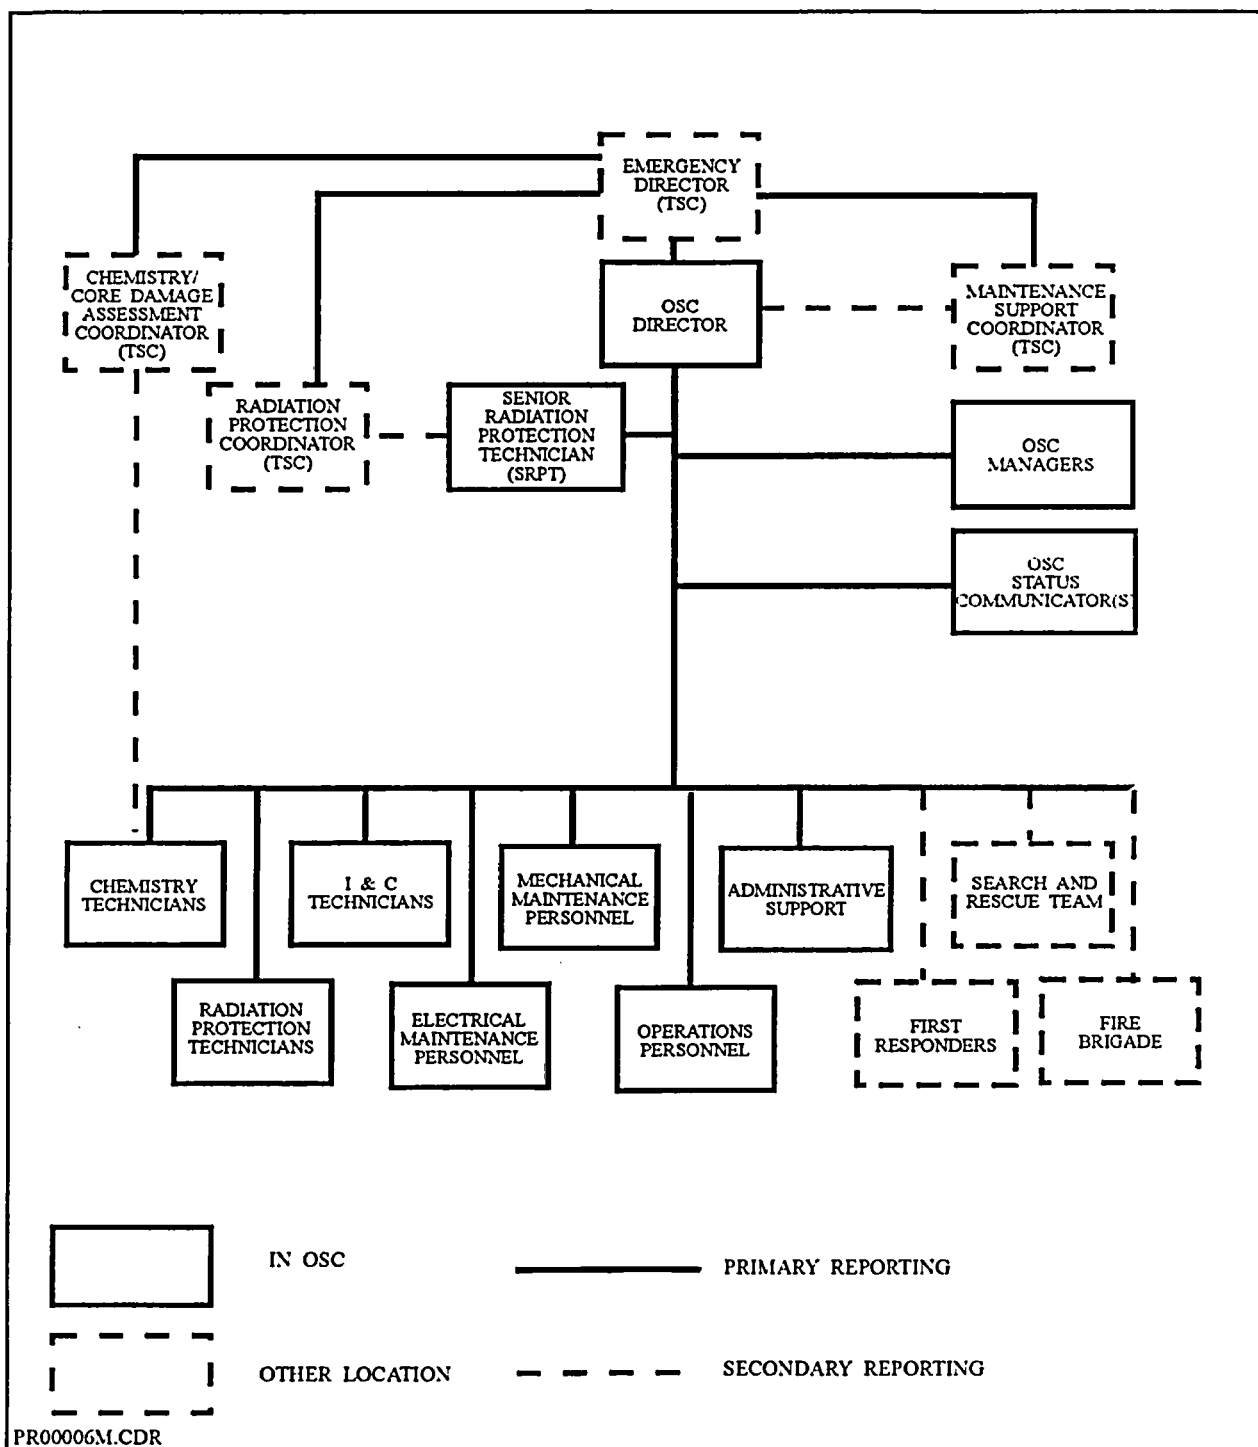 EMERGENCY
DIRECTOR
(TSC)
CHEMISTRY/
CORE DAMAGE
ASSESSMENT
COORDINATOR
(TSC)
OSC
DIRECTOR
MAINTENANCE
SUPPORT
COORDINATOR
(TSC)
RADIATION
PROTECTION
COORDINATOR
(TSC)
SENIOR
RADIATION
PROTECTION
TECHNICIAN
(SRPT)
OSC
MANAGERS
OSC
STATUS
COMMUNICATOR(S)
CHEMISTRY
TECHNICIANS
I & C
TECHNICIANS
MECHANICAL
MAINTENANCE
PERSONNEL
ADMINISTRATIVE
SUPPORT
SEARCH AND
RESCUE TEAM
RADIATION
PROTECTION
TECHNICIANS
ELECTRICAL
MAINTENANCE
PERSONNEL
OPERATIONS
PERSONNEL
FIRST
RESPONDERS
FIRE
BRIGADE
IN OSC
PRIMARY REPORTING
OTHER LOCATION
SECONDARY REPORTING
PR00006M.CDR